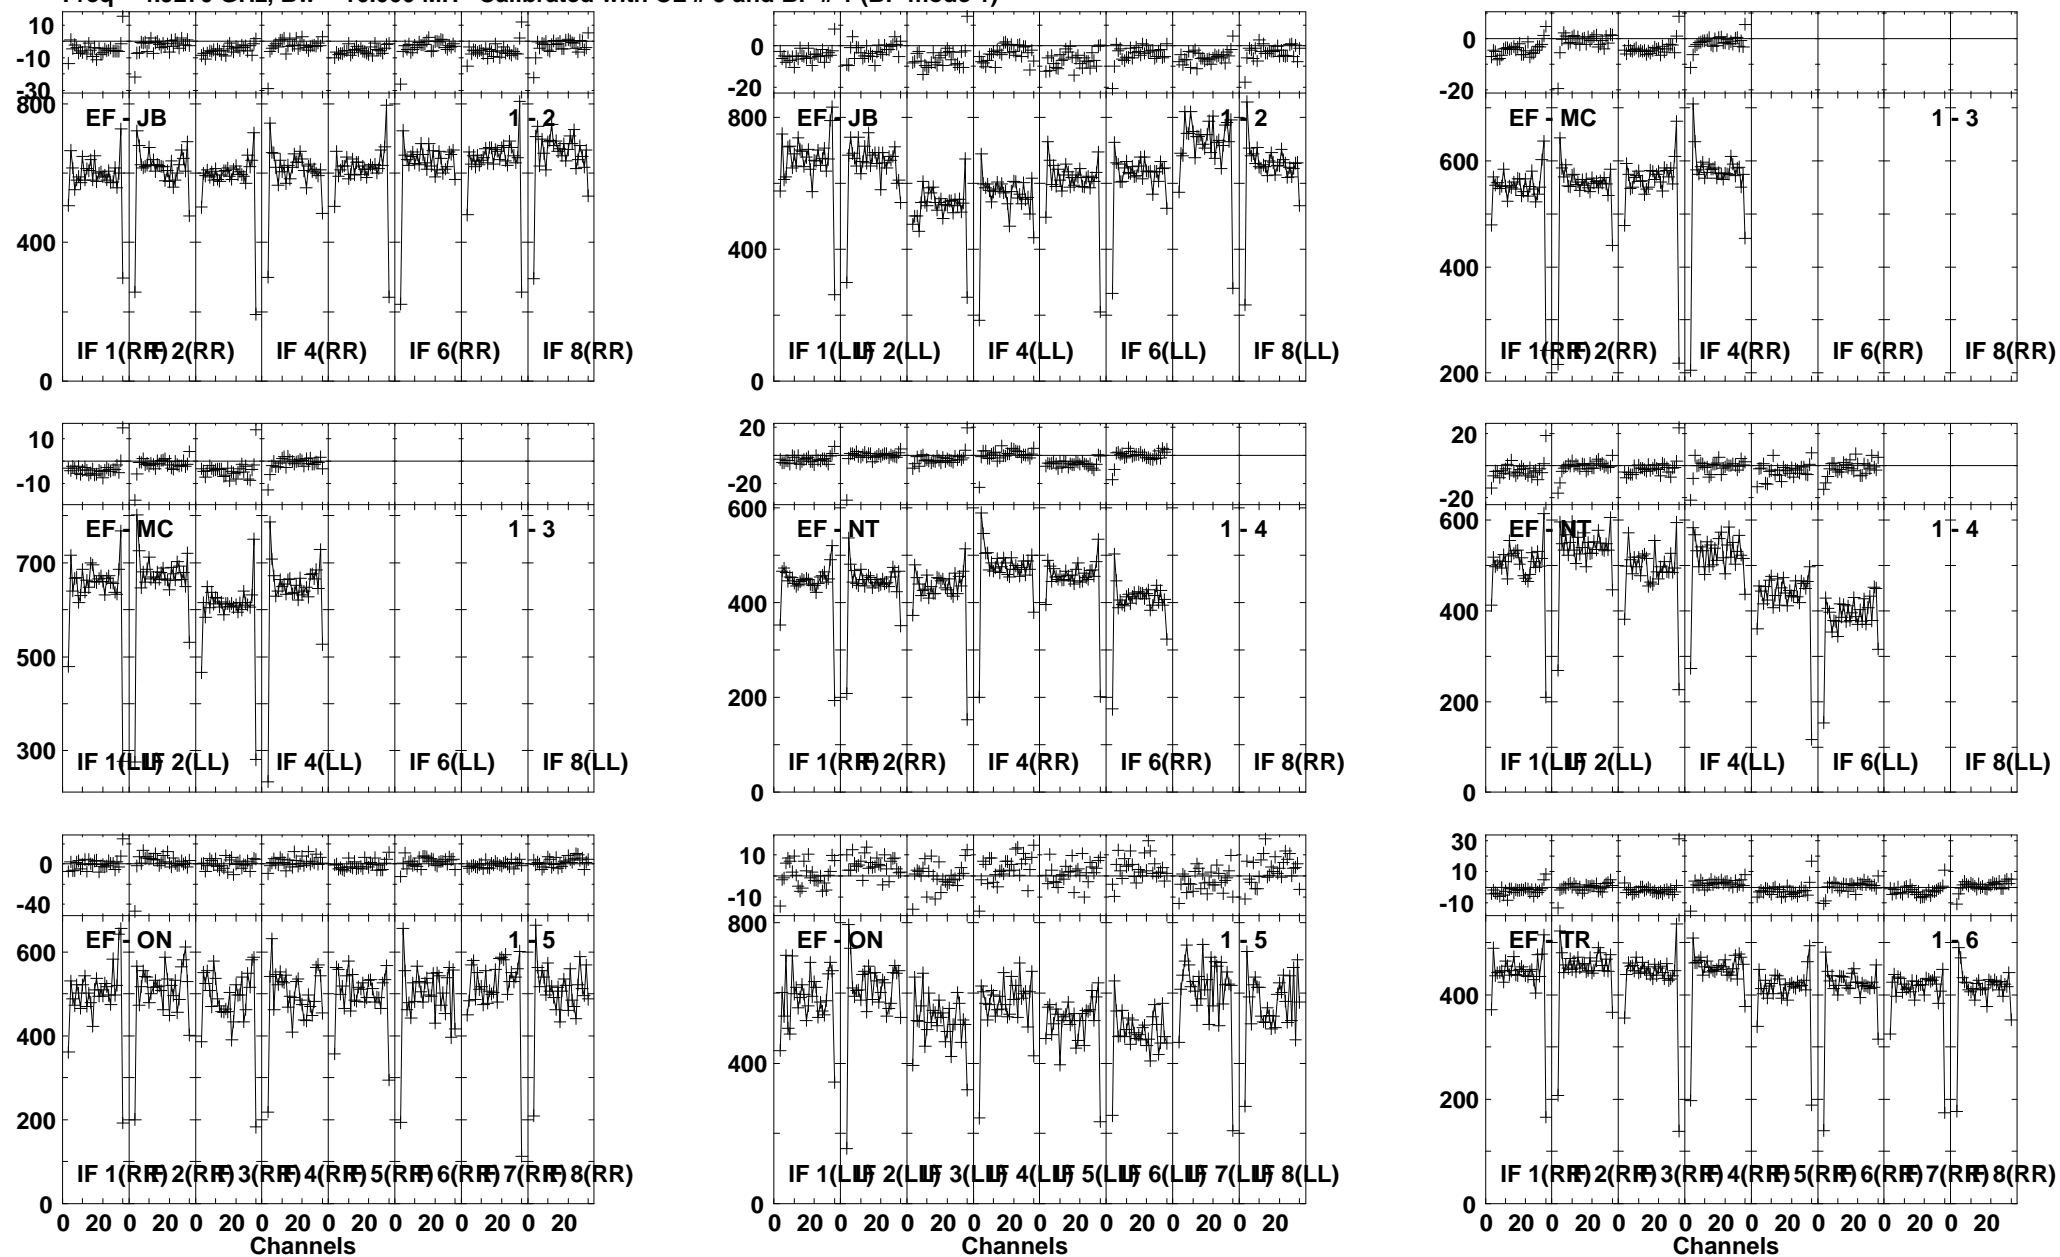 10
-10
-30
800
400
0
EF - JB
1 - 2
IF 1(RR)
IF 2(RR)
IF 4(RR)
IF 6(RR)
IF 8(RR)
0
-20
800
400
0
EF - JB
1 - 2
IF 1(LL)
IF 2(LL)
IF 4(LL)
IF 6(LL)
IF 8(LL)
0
-20
600
400
200
EF - MC
1 - 3
IF 1(RR)
IF 2(RR)
IF 4(RR)
IF 6(RR)
IF 8(RR)
10
-10
700
500
300
EF - MC
1 - 3
IF 1(LL)
IF 2(LL)
IF 4(LL)
IF 6(LL)
IF 8(LL)
20
-20
600
400
200
0
EF - NT
1 - 4
IF 1(RR)
IF 2(RR)
IF 4(RR)
IF 6(RR)
IF 8(RR)
20
-20
600
400
200
0
EF - NT
1 - 4
IF 1(LL)
IF 2(LL)
IF 4(LL)
IF 6(LL)
IF 8(LL)
0
-40
600
400
200
0
EF - ON
1 - 5
IF 1(RR)
IF 2(RR)
IF 3(RR)
IF 4(RR)
IF 5(RR)
IF 6(RR)
IF 7(RR)
IF 8(RR)
0 20 0 20 0 20 0 20 0 20 0 20 0 20 0 20
Channels
10
-10
800
400
0
EF - ON
1 - 5
IF 1(LL)
IF 2(LL)
IF 3(LL)
IF 4(LL)
IF 5(LL)
IF 6(LL)
IF 7(LL)
IF 8(LL)
0 20 0 20 0 20 0 20 0 20 0 20 0 20 0 20
Channels
30
10
-10
400
200
0
EF - TR
1 - 6
IF 1(RR)
IF 2(RR)
IF 3(RR)
IF 4(RR)
IF 5(RR)
IF 6(RR)
IF 7(RR)
IF 8(RR)
0 20 0 20 0 20 0 20 0 20 0 20 0 20 0 20
Channels